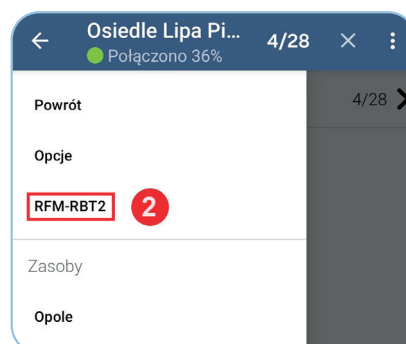 Osiedle Lipa Pi... 4/28
Połączono 36%
Powrót
4/28
Opcje
RFM-RBT2 2
Zasoby
Opole